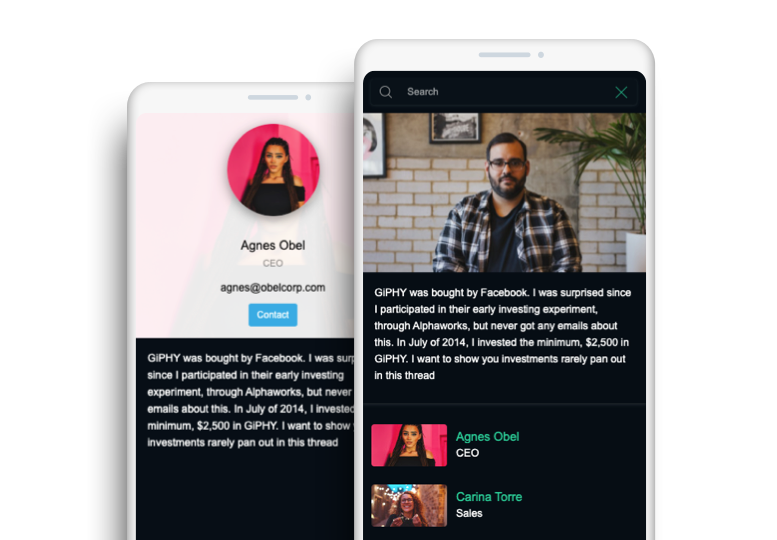 Agnes Obel
CEO
agnes@obelcorp.com
Contact
GiPHY was bought by Facebook. I was
since I participated in their early investing
experiment, through Alphaworks, but never
emails about this. In July of 2014, I invested
minimum, $2,500 in GiPHY. I want to show
investments rarely pan out in this thread
Search
GiPHY was bought by Facebook. I was surprised since
I participated in their early investing experiment,
through Alphaworks, but never got any emails about
this. In July of 2014, I invested the minimum, $2,500 in
GiPHY. I want to show you investments rarely pan out
in this thread
Agnes Obel
CEO
Carina Torre
Sales